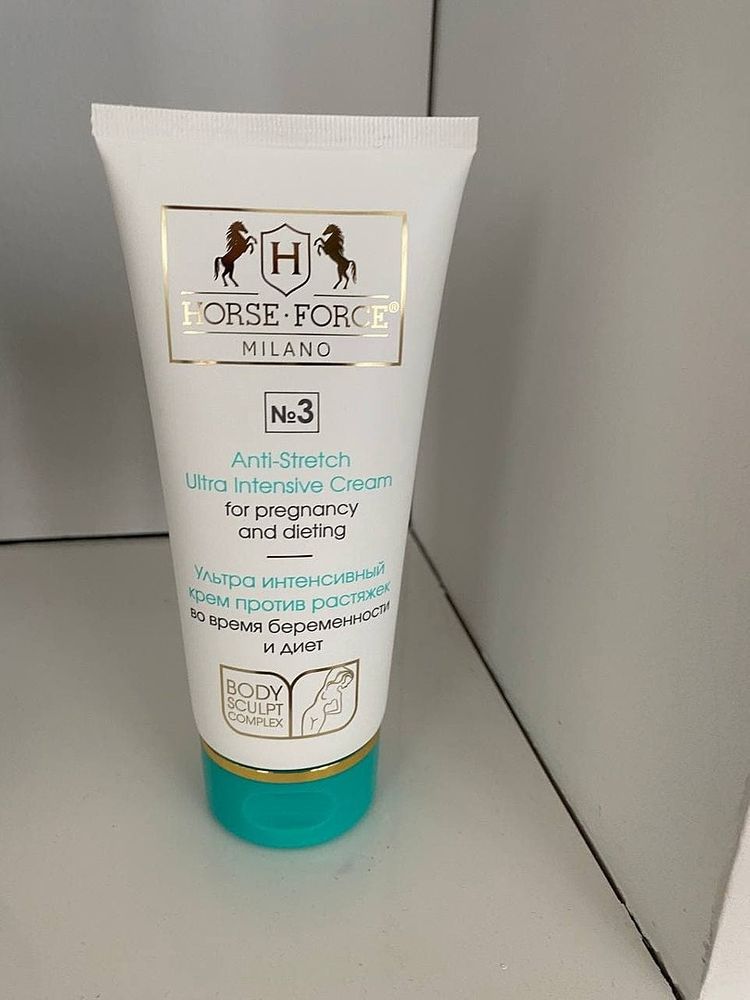 H
HORSE·FORCE®
MILANO
№3
Anti-Stretch
Ultra Intensive Cream
for pregnancy
and dieting
Ультра интенсивный
крем против растяжек
во время беременности
и диет
BODY
SCULPT
COMPLEX